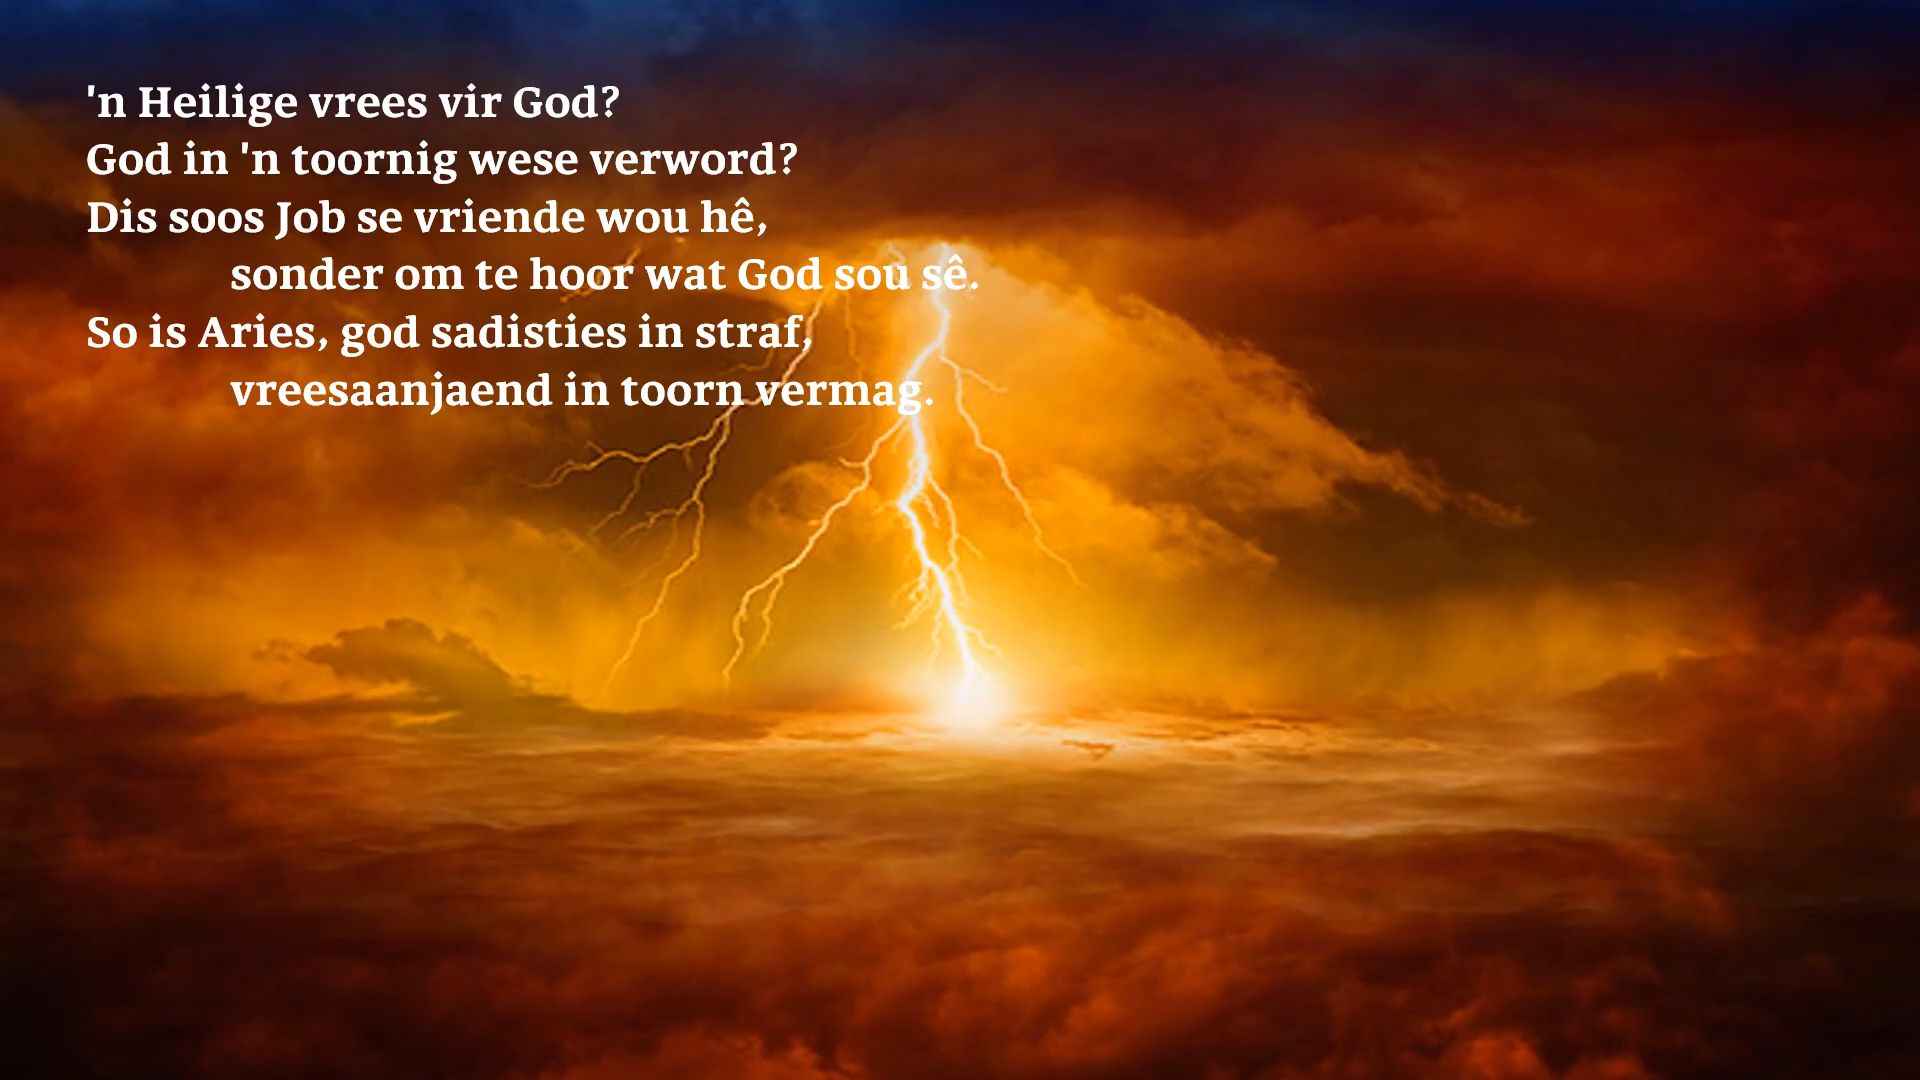 'n Heilige vrees vir God?
God in 'n toornig wese verword?
Dis soos Job se vriende wou hê,
sonder om te hoor wat God sou sê.
So is Aries, god sadisties in straf,
vreesaanjaend in toorn vermag.